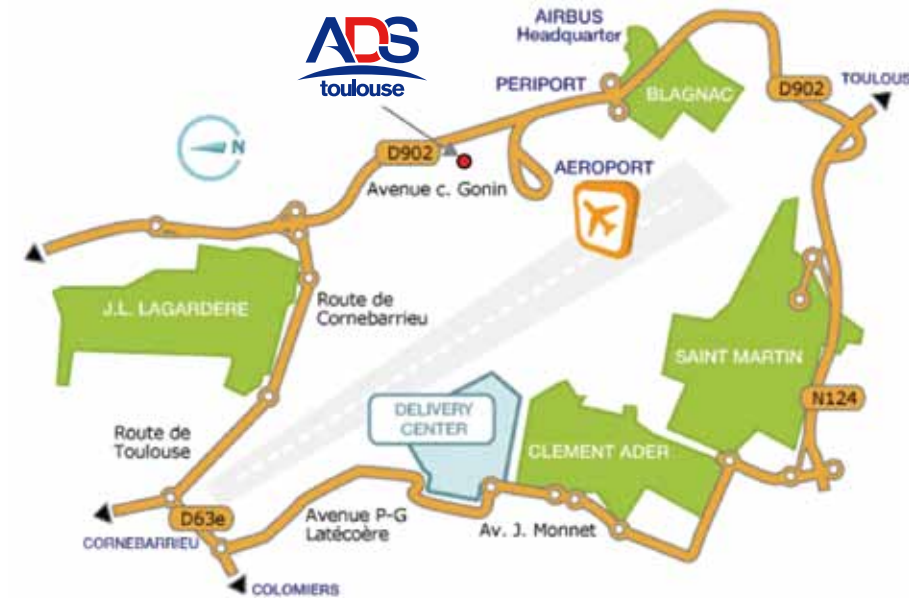 ADS
toulouse
AIRBUS
Headquarter
PERIPORT
BLAGNAC
D902
TOULOUS
N
D902
AEROPORT
Avenue c. Gonin
J.L. LAGARDERE
Route de
Cornebarrieu
SAINT MARTIN
DELIVERY
CENTER
N124
Route de
Toulouse
CLEMENT ADER
D63e
Avenue P-G
Latécoère
Av. J. Monnet
CORNEBARRIEU
COLOMIERS